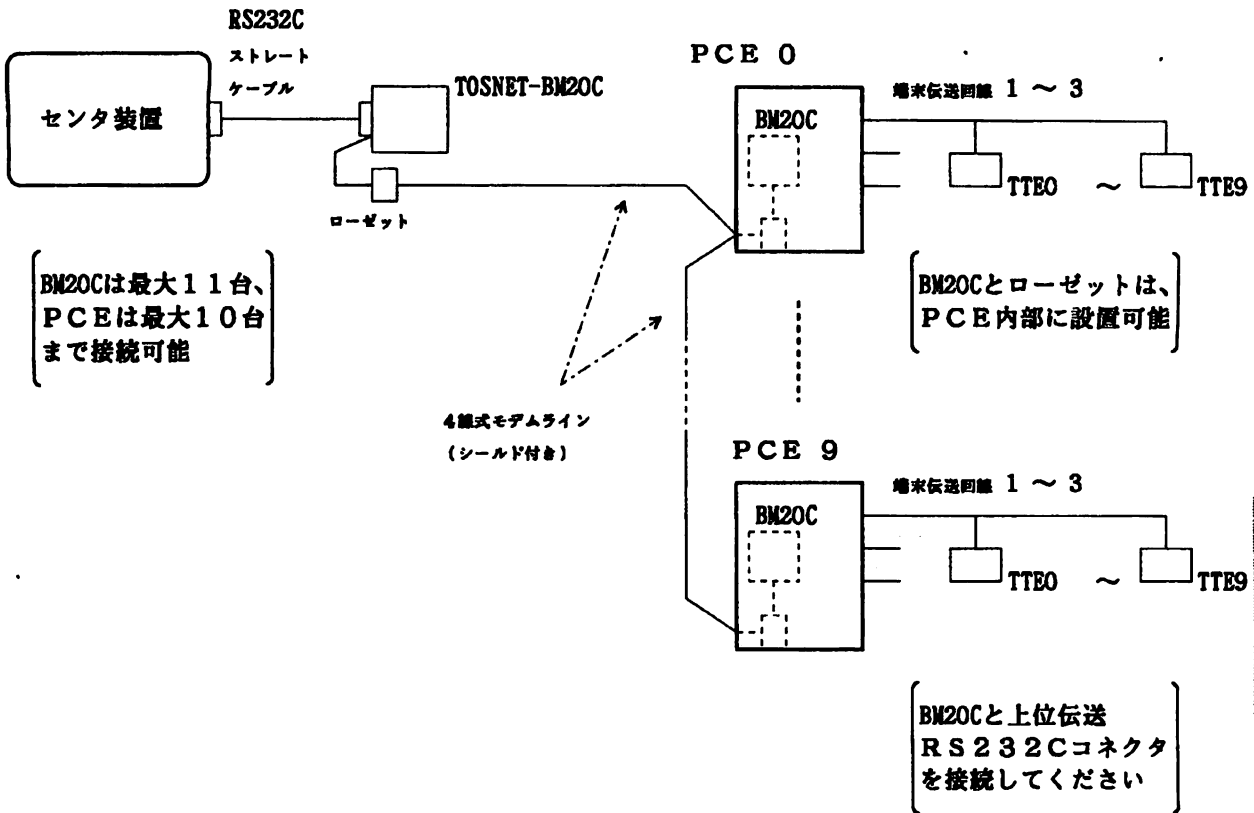 RS232C
ストレート
ケーブル
センタ装置
TOSNET-BM20C
ローゼット
BM20Cは最大11台、
PCEは最大10台
まで接続可能
4線式モデムライン
(シールド付き)
PCE 0
BM20C
端末伝送回線 1 ~ 3
TTE0 ~ TTE9
BM20Cとローゼットは、
PCE内部に設置可能
PCE 9
BM20C
端末伝送回線 1 ~ 3
TTE0 ~ TTE9
BM20Cと上位伝送
RS232Cコネクタ
を接続してください